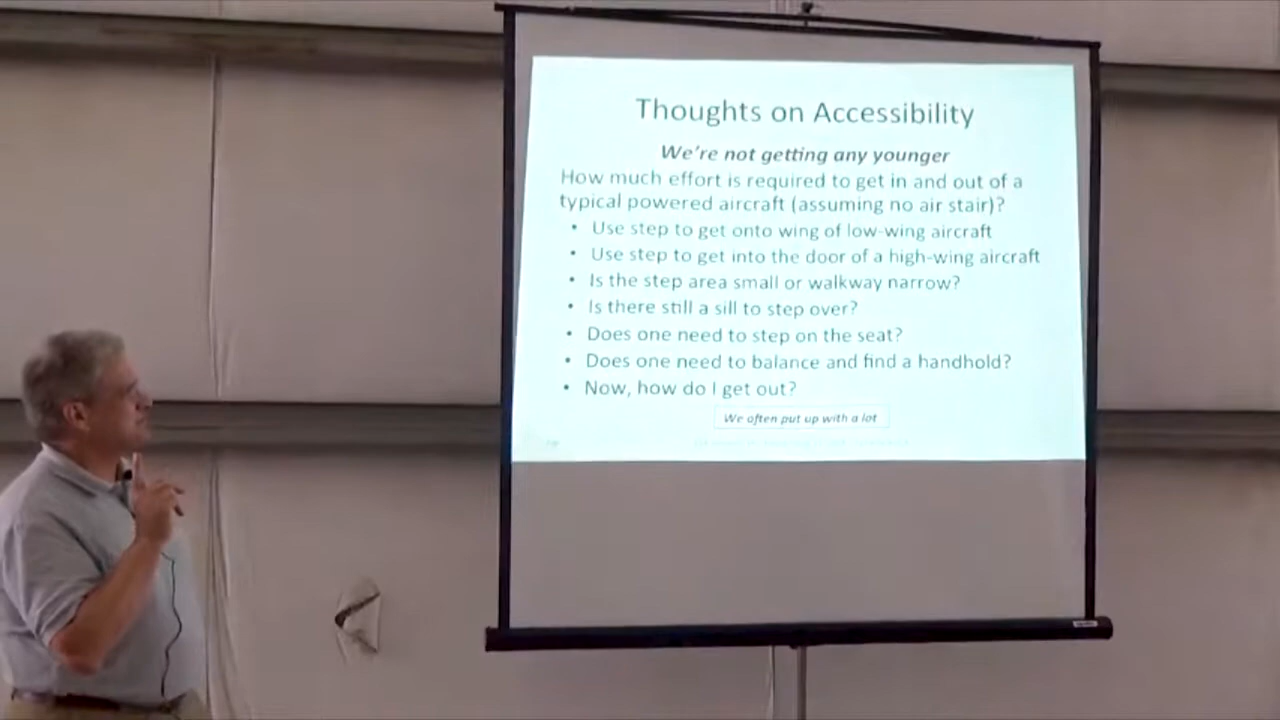 Thoughts on Accessibility
We're not getting any younger
How much effort is required to get in and out of a
typical powered aircraft (assuming no air stair)?
• Use step to get onto wing of low-wing aircraft
• Use step to get into the door of a high-wing aircraft
• Is the step area small or walkway narrow?
• Is there still a sill to step over?
• Does one need to step on the seat?
• Does one need to balance and find a handhold?
• Now, how do I get out?
We often put up with a lot